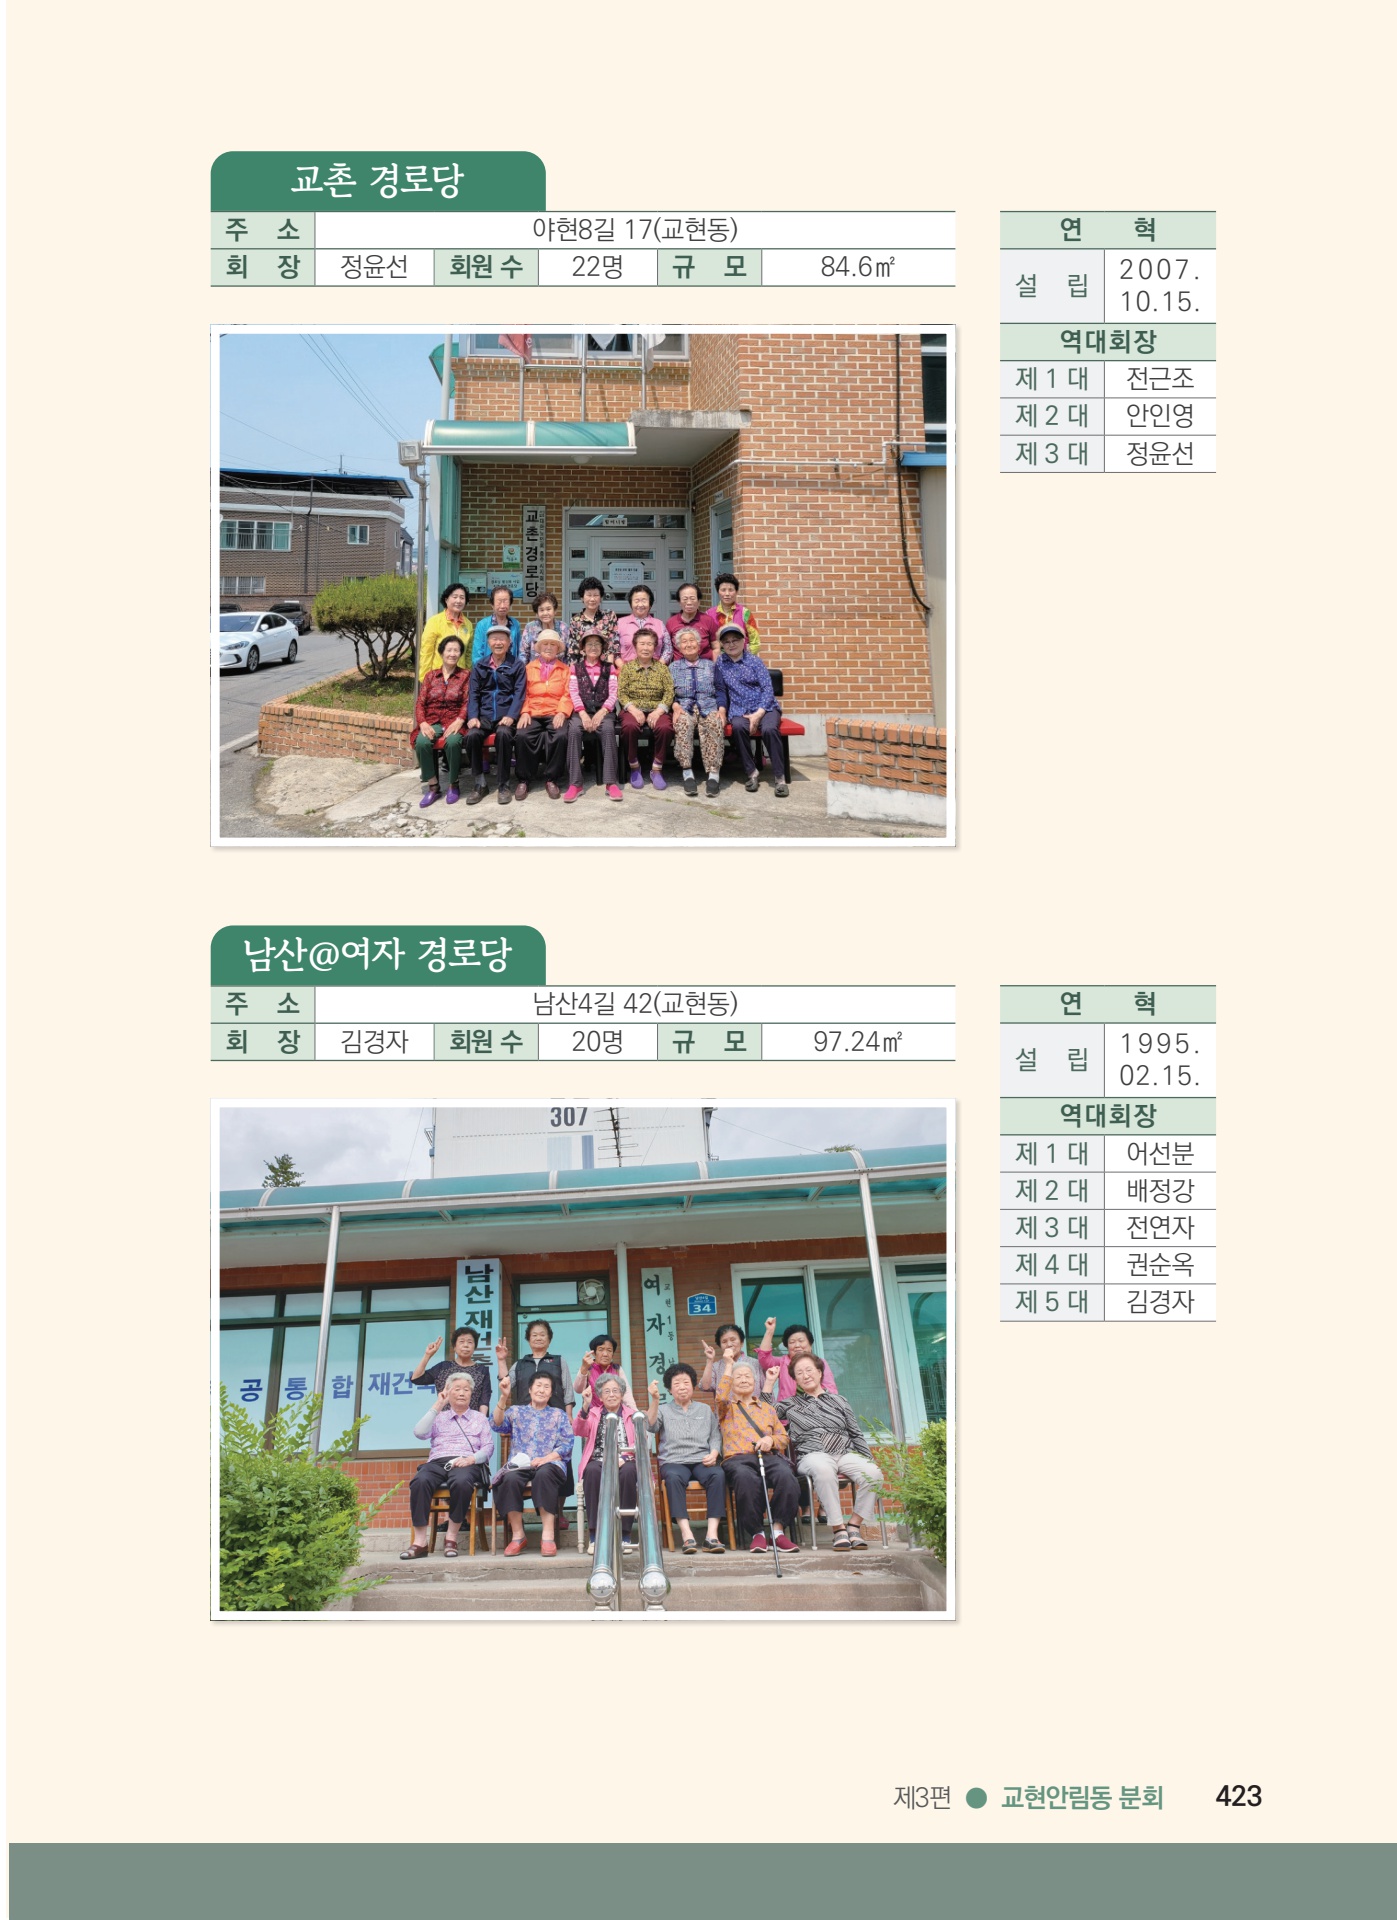 교촌 경로당
주 소 야현8길 17(교현동)
회 장 정윤선 회원 수 22명 규 모 84.6㎡
연 혁
설 립 2007. 10.15.
역대회장
제 1 대 전근조
제 2 대 안인영
제 3 대 정윤선
교촌경로당
남산@여자 경로당
주 소 남산4길 42(교현동)
회 장 김경자 회원 수 20명 규 모 97.24㎡
연 혁
설 립 1995. 02.15.
역대회장
제 1 대 어선분
제 2 대 배정강
제 3 대 전연자
제 4 대 권순옥
제 5 대 김경자
307
남산재건축
여자경
교현1동
34
공통합 재건축
제3편 ● 교현안림동 분회 423